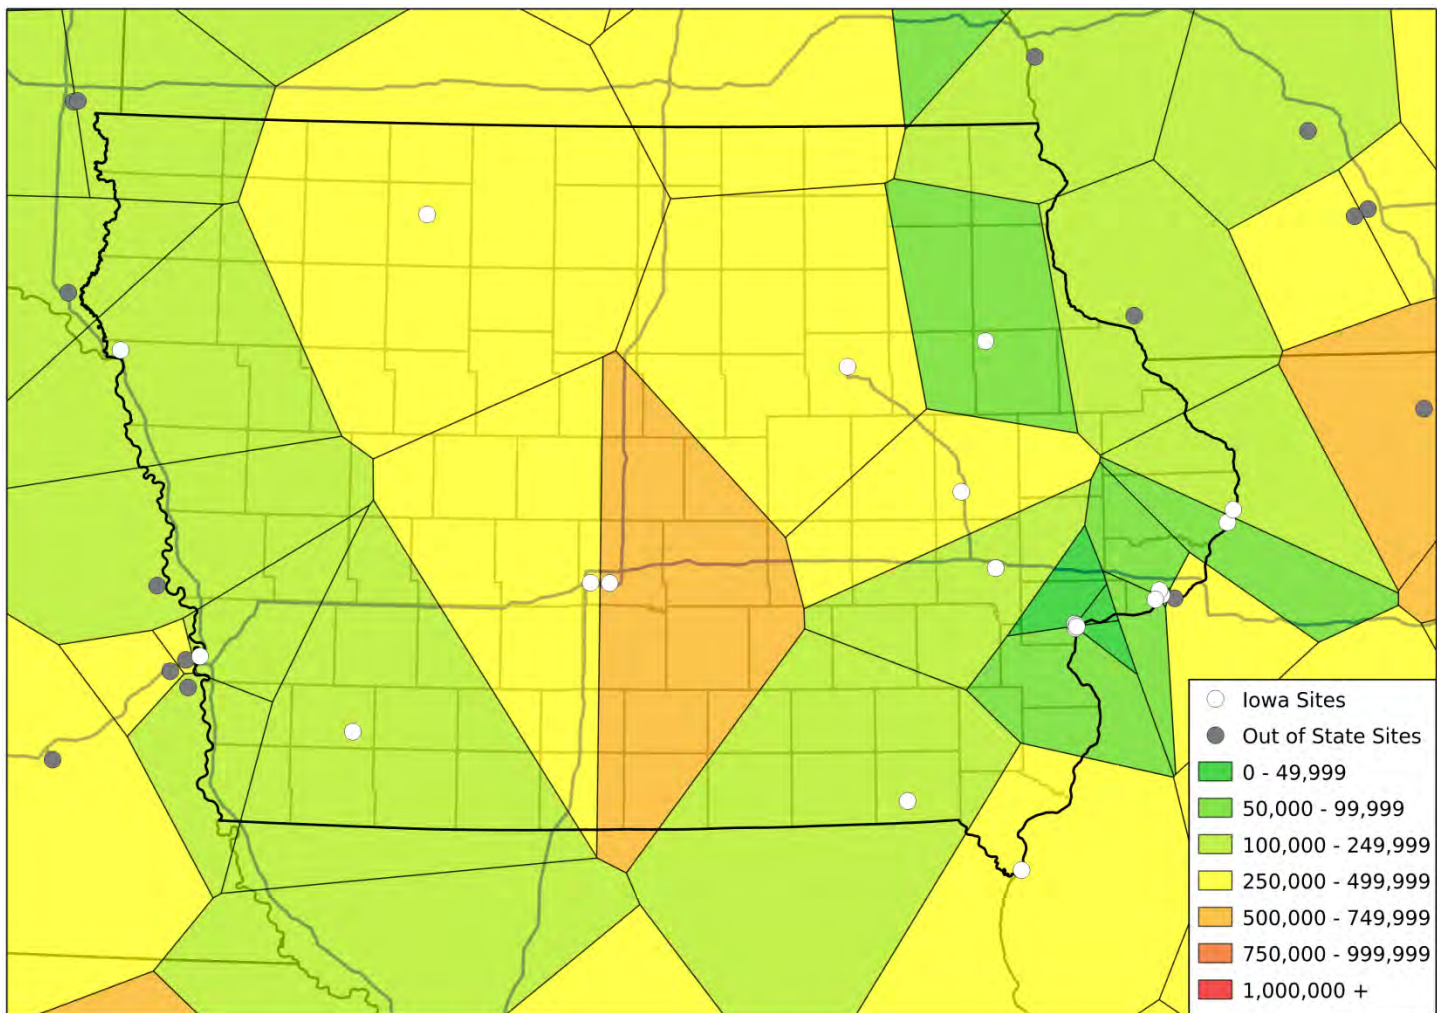 Iowa Sites
Out of State Sites
0 - 49,999
50,000 - 99,999
100,000 - 249,999
250,000 - 499,999
500,000 - 749,999
750,000 - 999,999
1,000,000 +